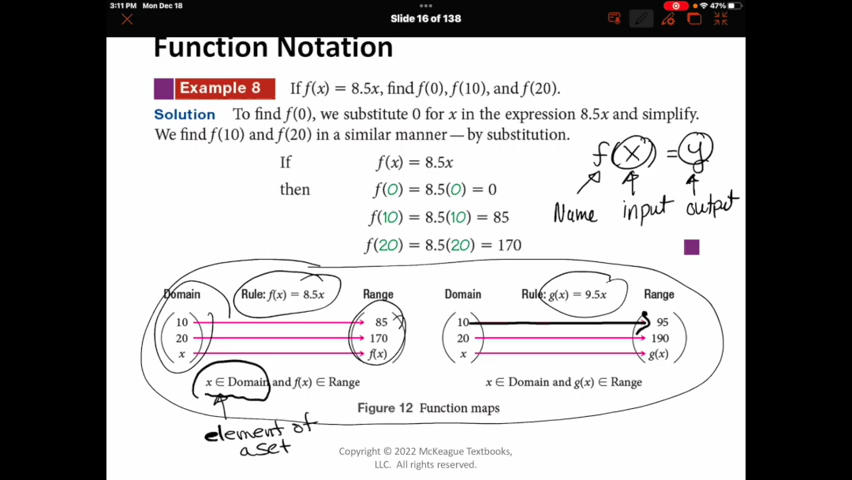 3:11 PM Mon Dec 18
47%
Slide 16 of 138
Function Notation
Example 8 If f(x) = 8.5x, find f(0), f(10), and f(20).
Solution To find f(0), we substitute 0 for x in the expression 8.5x and simplify.
We find f(10) and f(20) in a similar manner — by substitution.
If f(x) = 8.5x
then f(0) = 8.5(0) = 0
f(10) = 8.5(10) = 85
f(20) = 8.5(20) = 170
f(x) = y
Name input output
Domain Rule: f(x) = 8.5x Range
10 85
20 170
x f(x)
x ∈ Domain and f(x) ∈ Range
Domain Rule: g(x) = 9.5x Range
10 95
20 190
x g(x)
x ∈ Domain and g(x) ∈ Range
Figure 12 Function maps
element of
a set
Copyright © 2022 McKeague Textbooks,
LLC. All rights reserved.